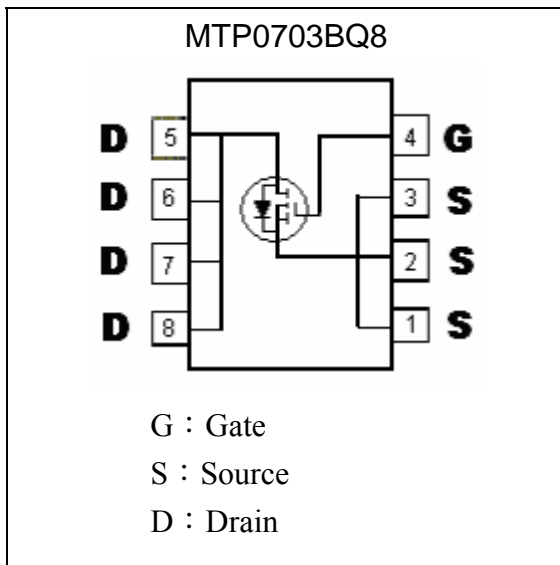 MTP0703BQ8
D 5 4 G
D 6 3 S
D 7 2 S
D 8 1 S
G：Gate
S：Source
D：Drain